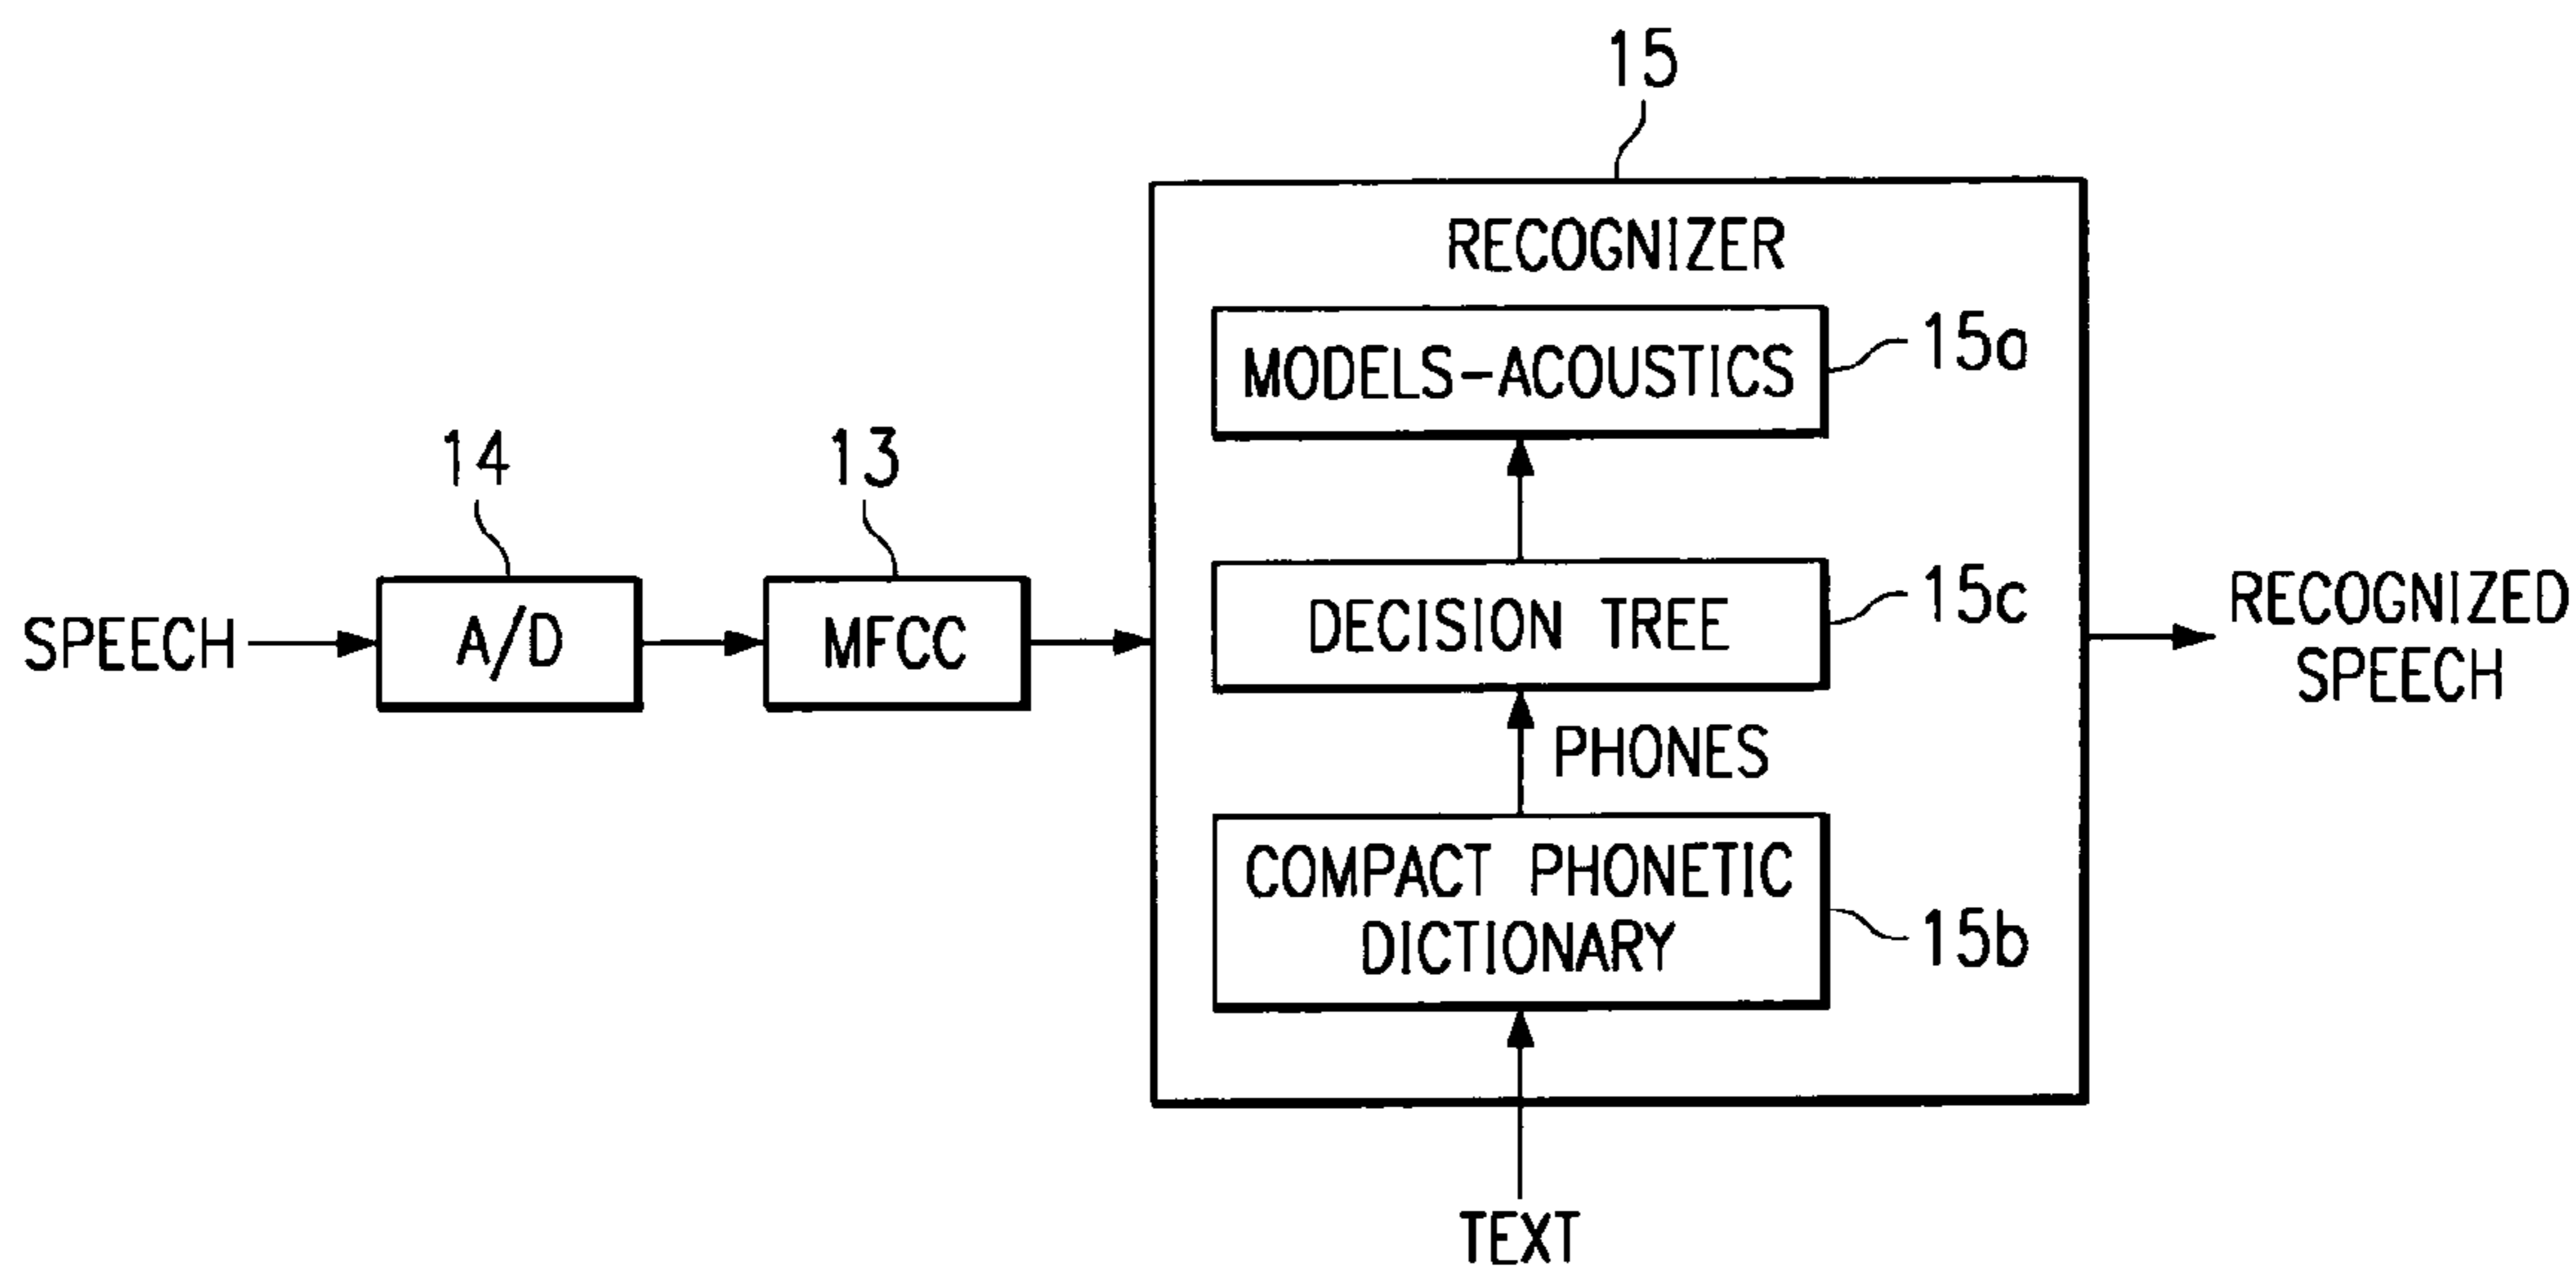 15
RECOGNIZER
MODELS-ACOUSTICS
15a
14
13
SPEECH
A/D
MFCC
DECISION TREE
15c
RECOGNIZED
SPEECH
PHONES
COMPACT PHONETIC
DICTIONARY
15b
TEXT